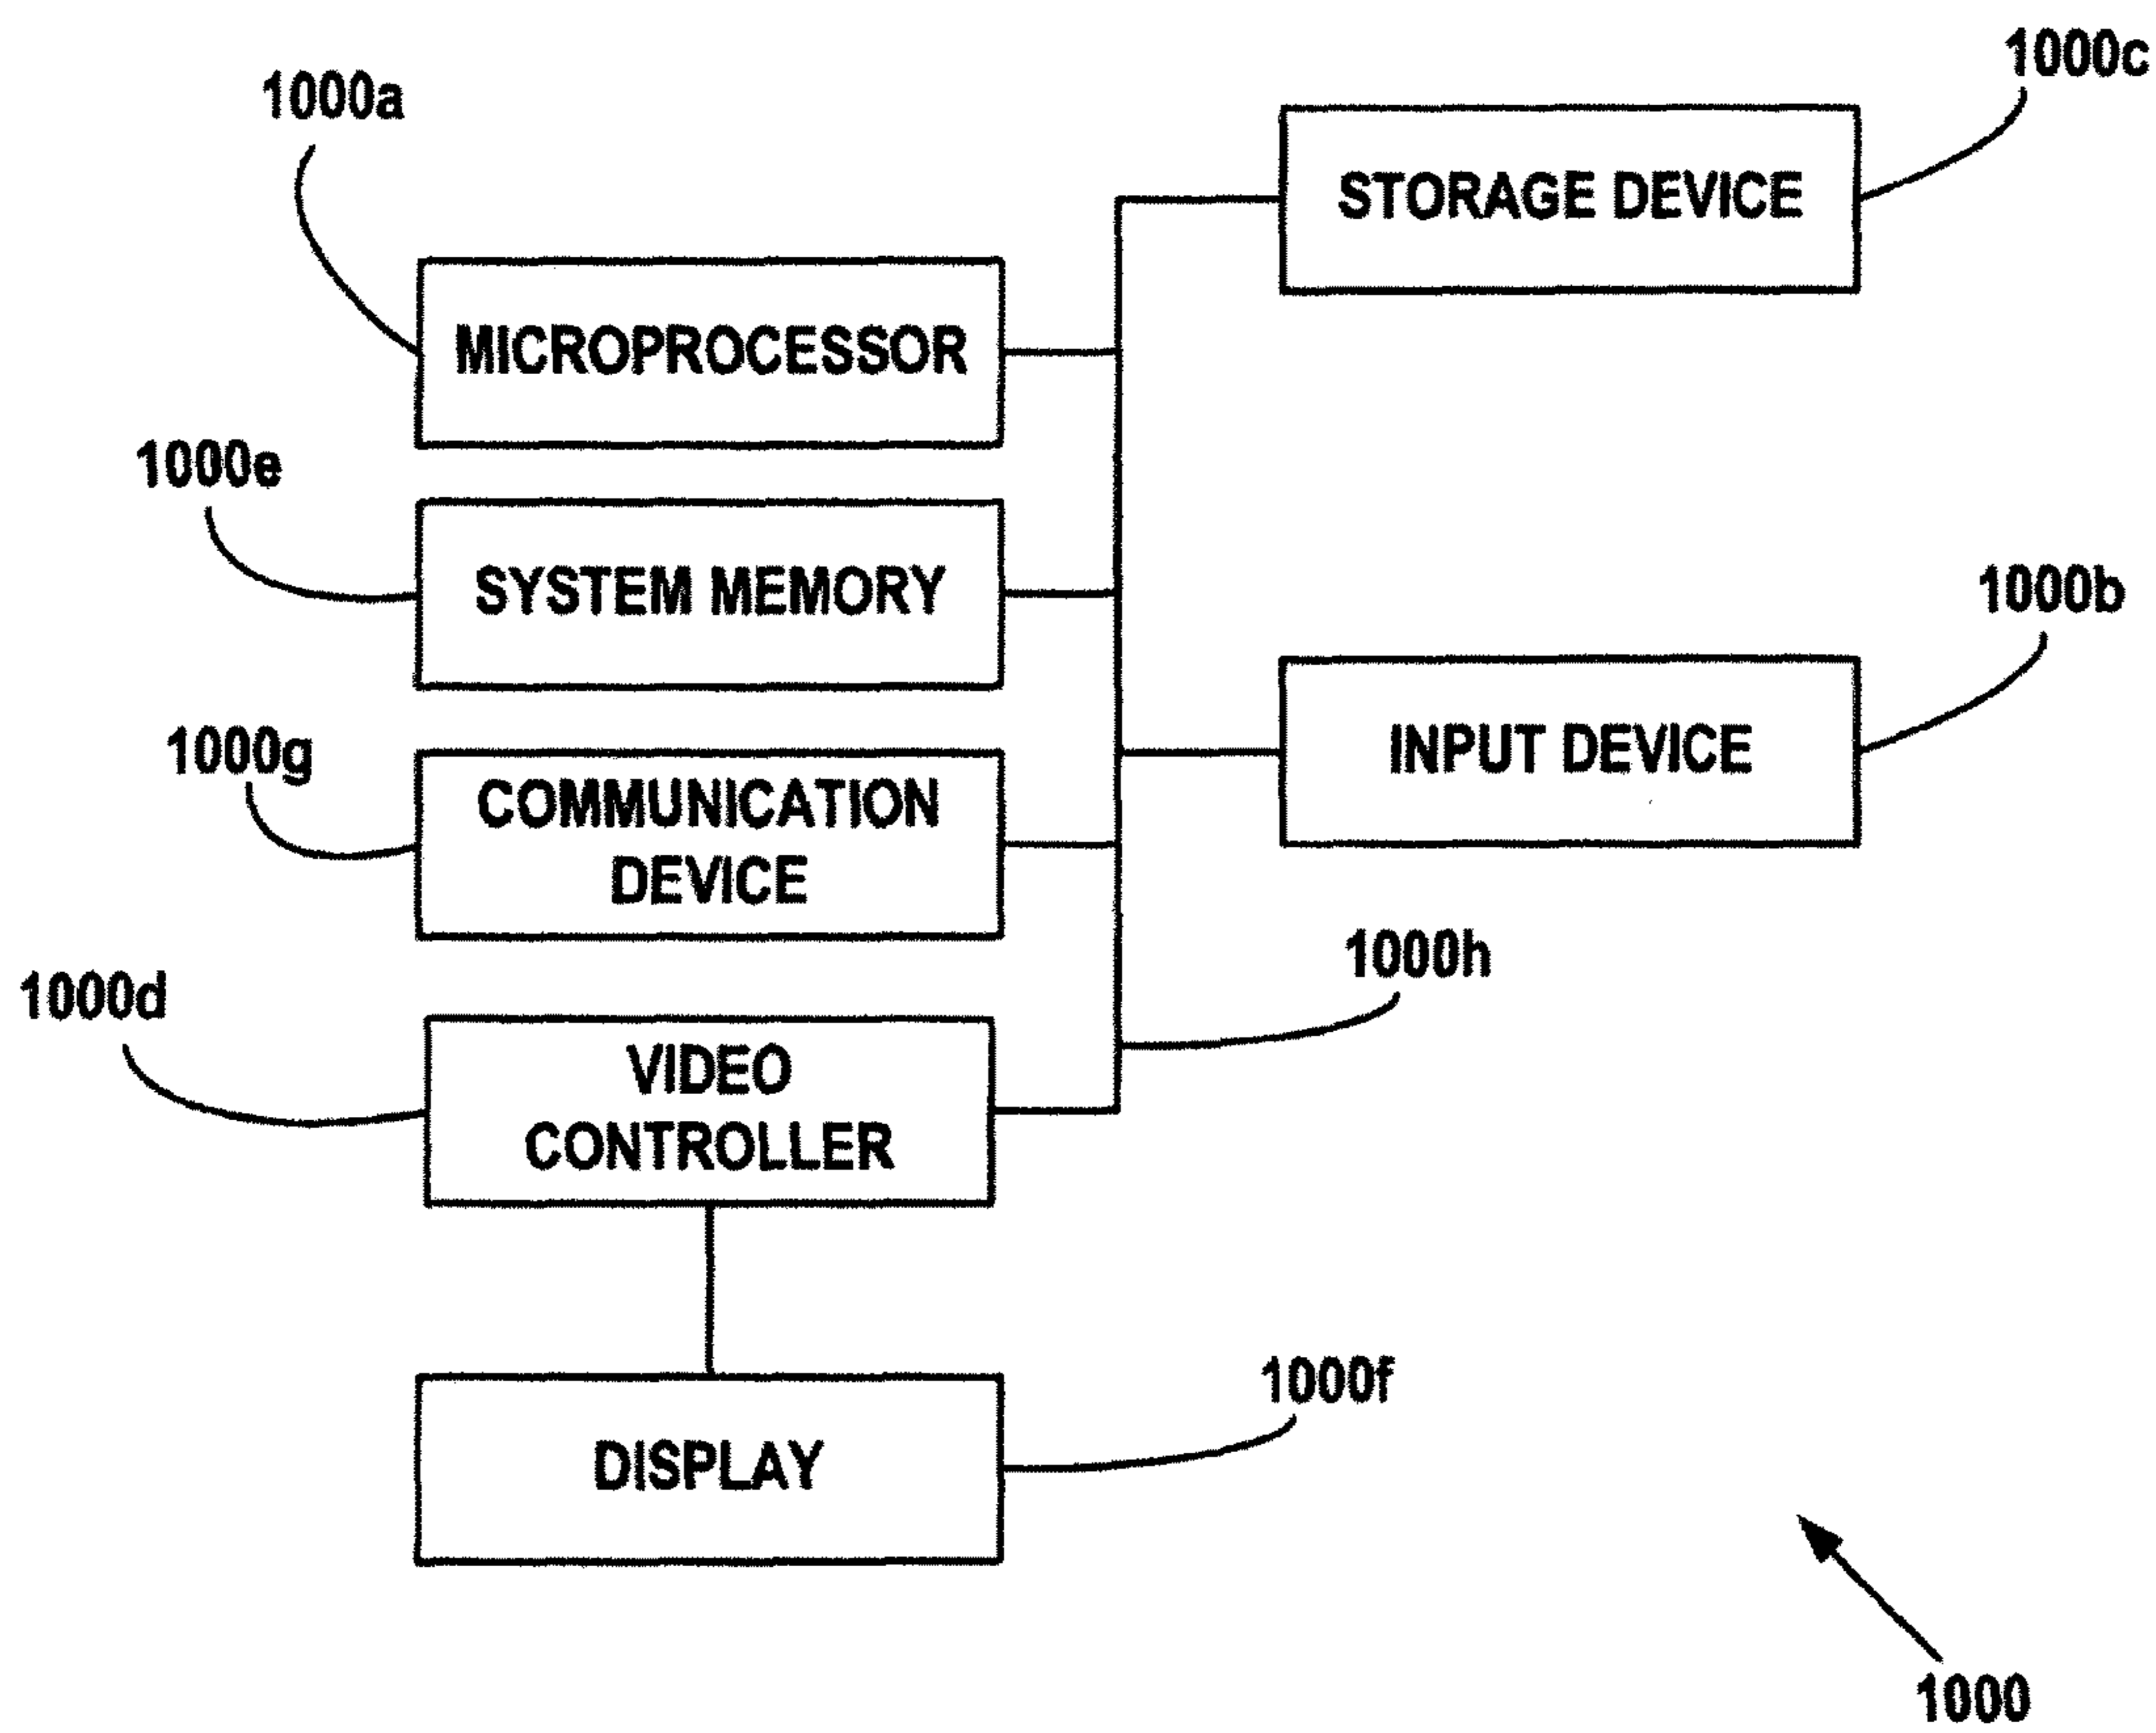 1000c
1000a
STORAGE DEVICE
MICROPROCESSOR
1000e
SYSTEM MEMORY
1000b
INPUT DEVICE
1000g
COMMUNICATION
DEVICE
1000h
1000d
VIDEO
CONTROLLER
1000f
DISPLAY
1000